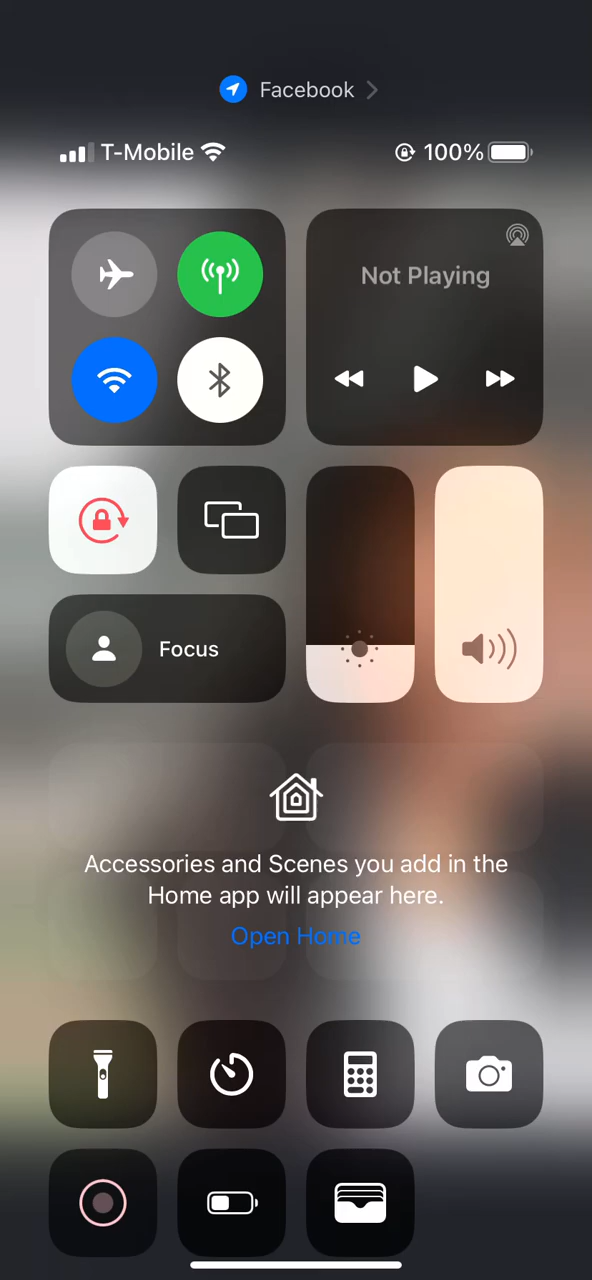 Facebook
T-Mobile
100%
Not Playing
Focus
Accessories and Scenes you add in the
Home app will appear here.
Open Home